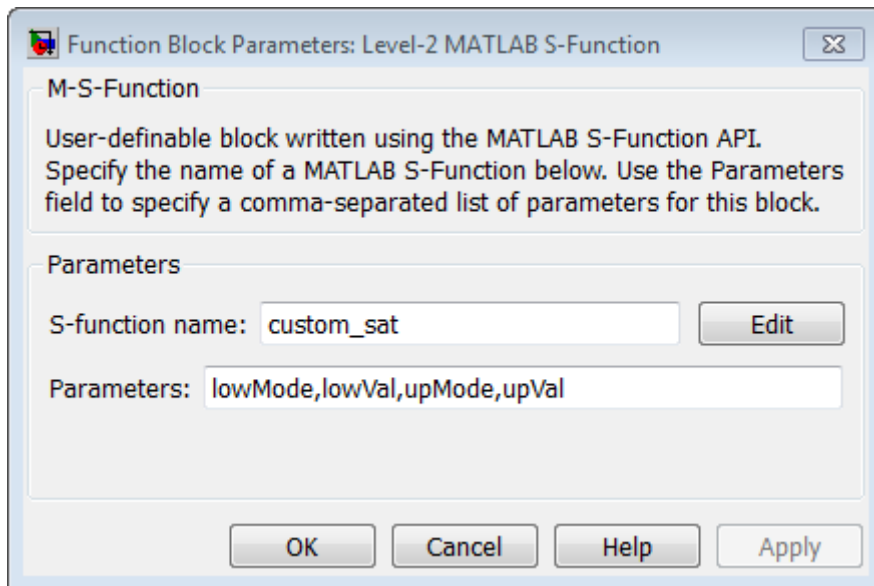 Function Block Parameters: Level-2 MATLAB S-Function
M-S-Function
User-definable block written using the MATLAB S-Function API.
Specify the name of a MATLAB S-Function below. Use the Parameters
field to specify a comma-separated list of parameters for this block.
Parameters
S-function name: custom_sat Edit
Parameters: lowMode,lowVal,upMode,upVal
OK Cancel Help Apply